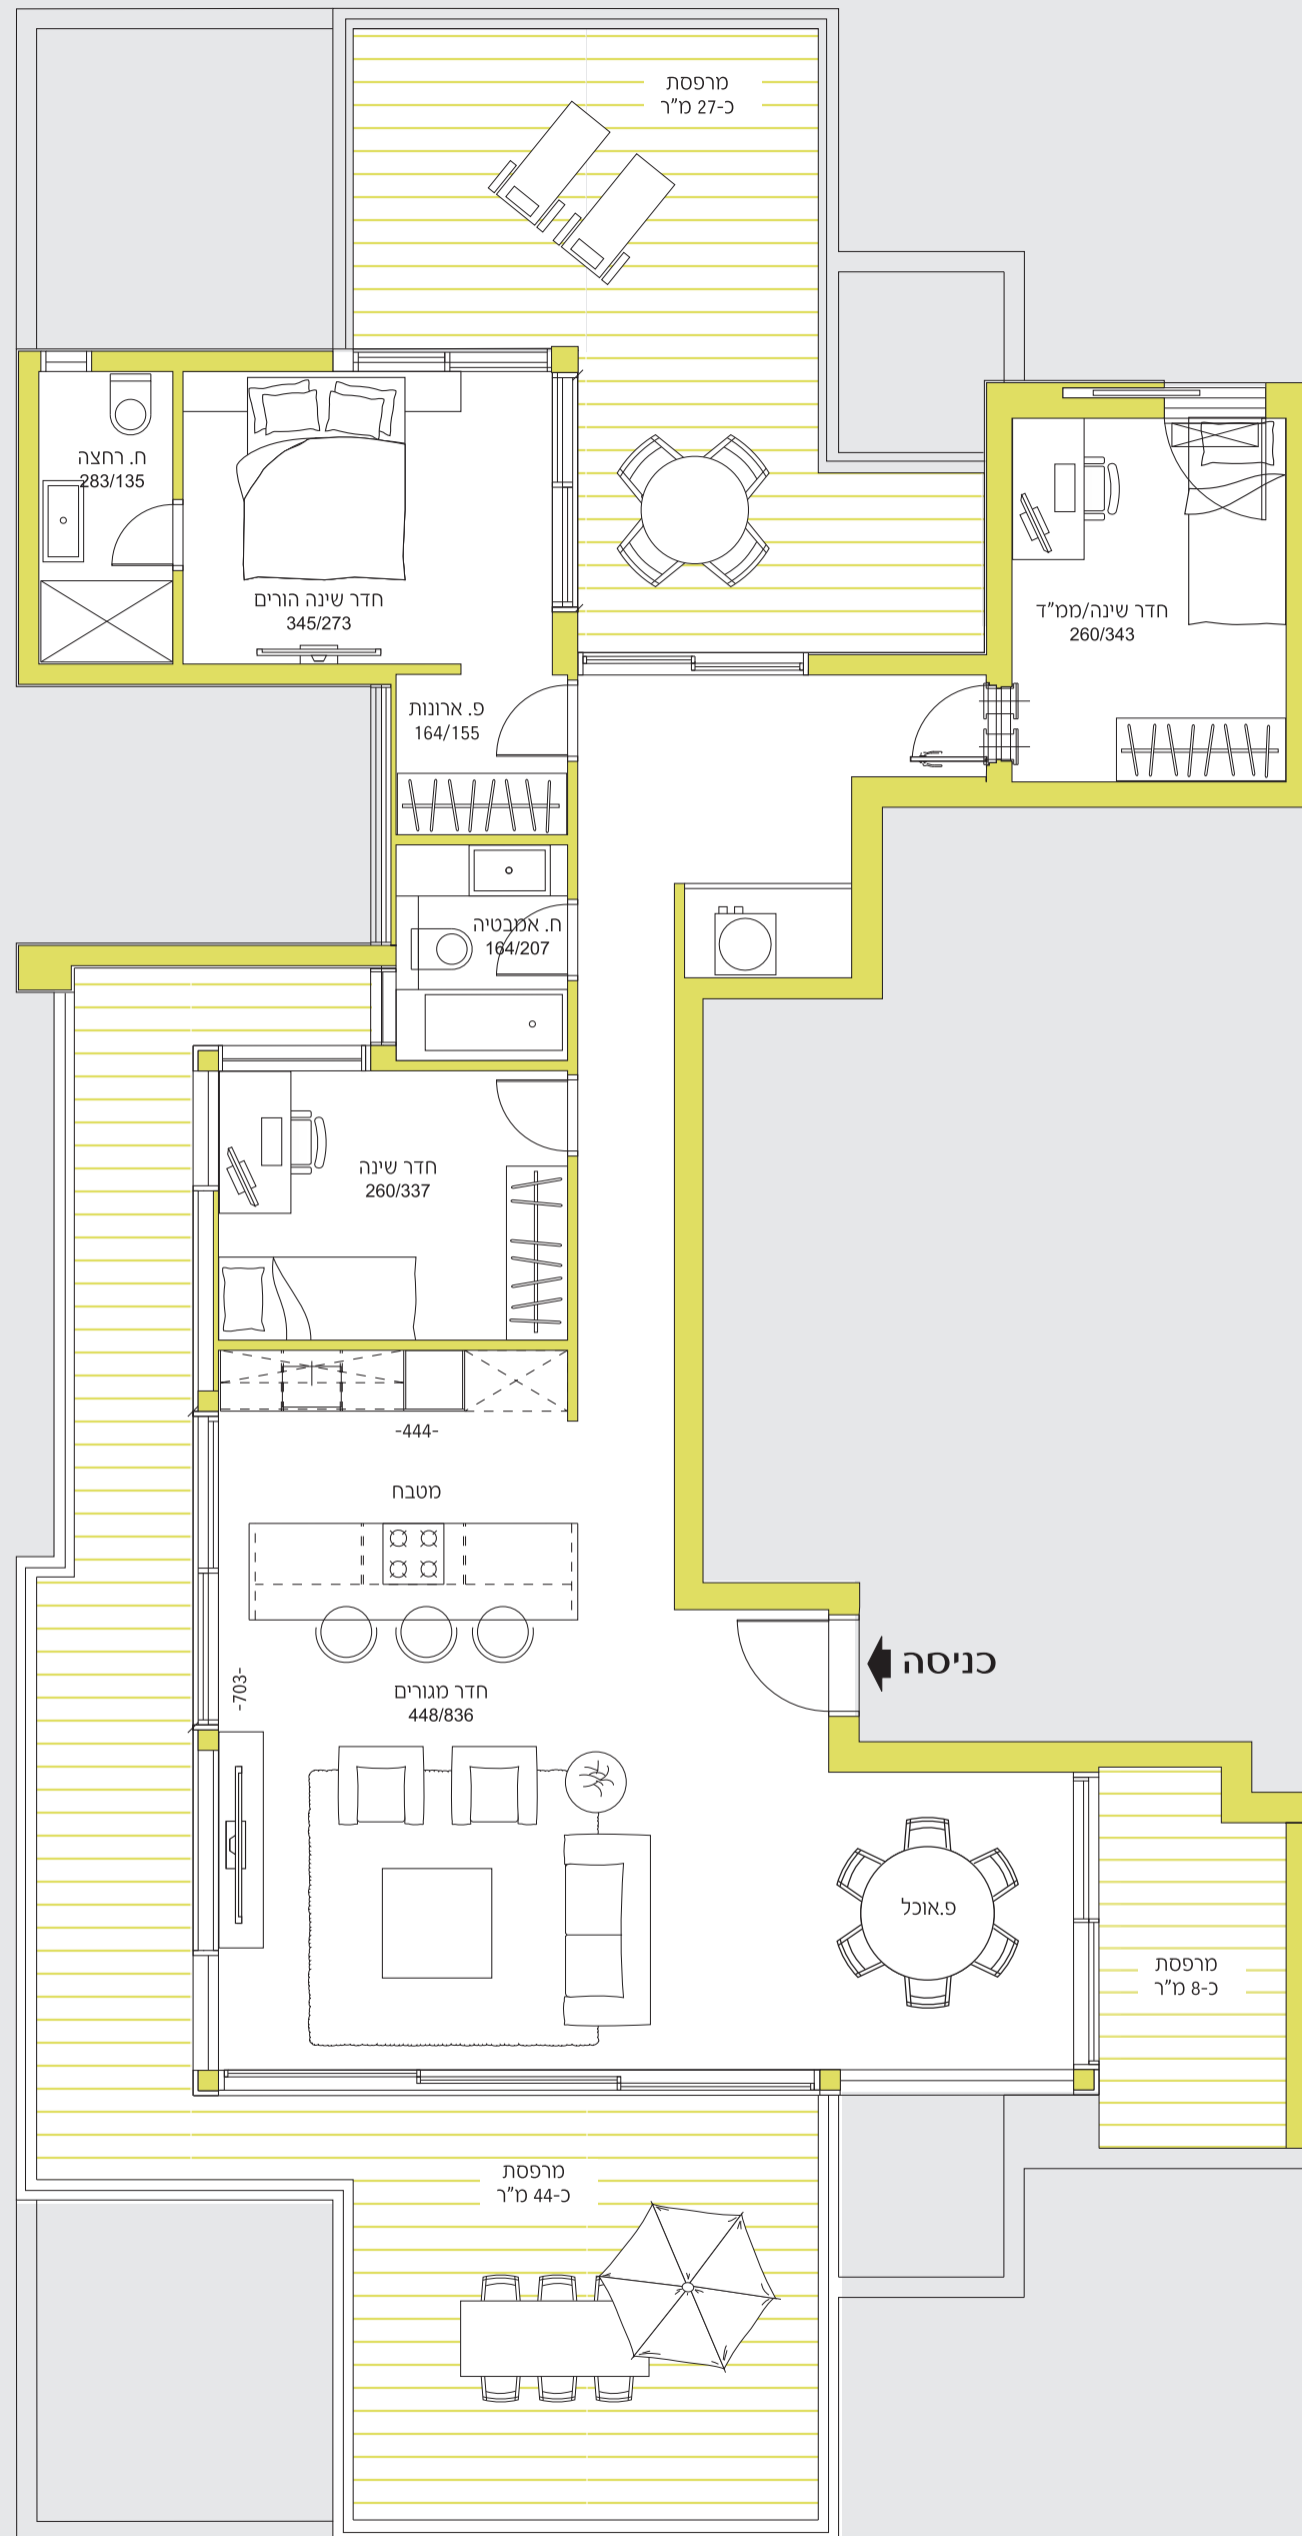 מרפסת
כ-27 מ"ר
ח. רחצה
283/135
חדר שינה הורים
345/273
חדר שינה/ממ"ד
260/343
פ. ארונות
164/155
ח. אמבטיה
164/207
חדר שינה
260/337
-444-
מטבח
כניסה
-703-
חדר מגורים
448/836
פ.אוכל
מרפסת
כ-8 מ"ר
מרפסת
כ-44 מ"ר